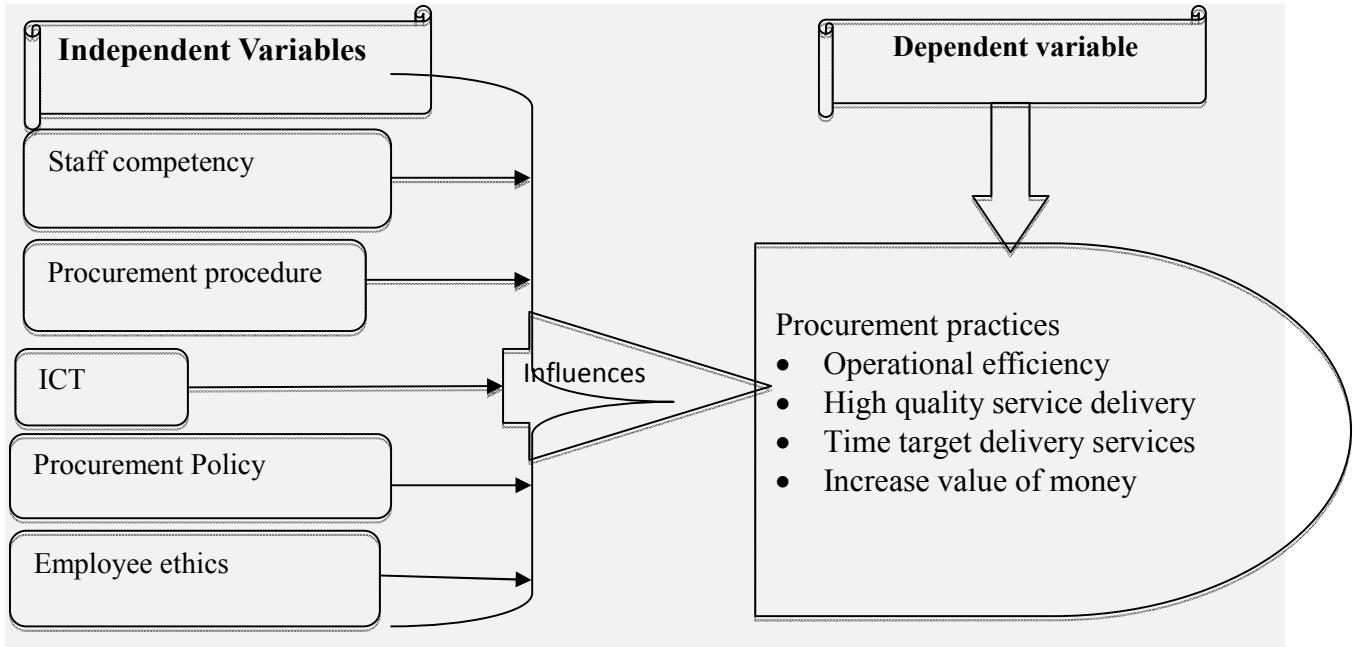 Independent Variables
Dependent variable
Staff competency
Procurement procedure
ICT
Procurement Policy
Employee ethics
Influences
Procurement practices
• Operational efficiency
• High quality service delivery
• Time target delivery services
• Increase value of money